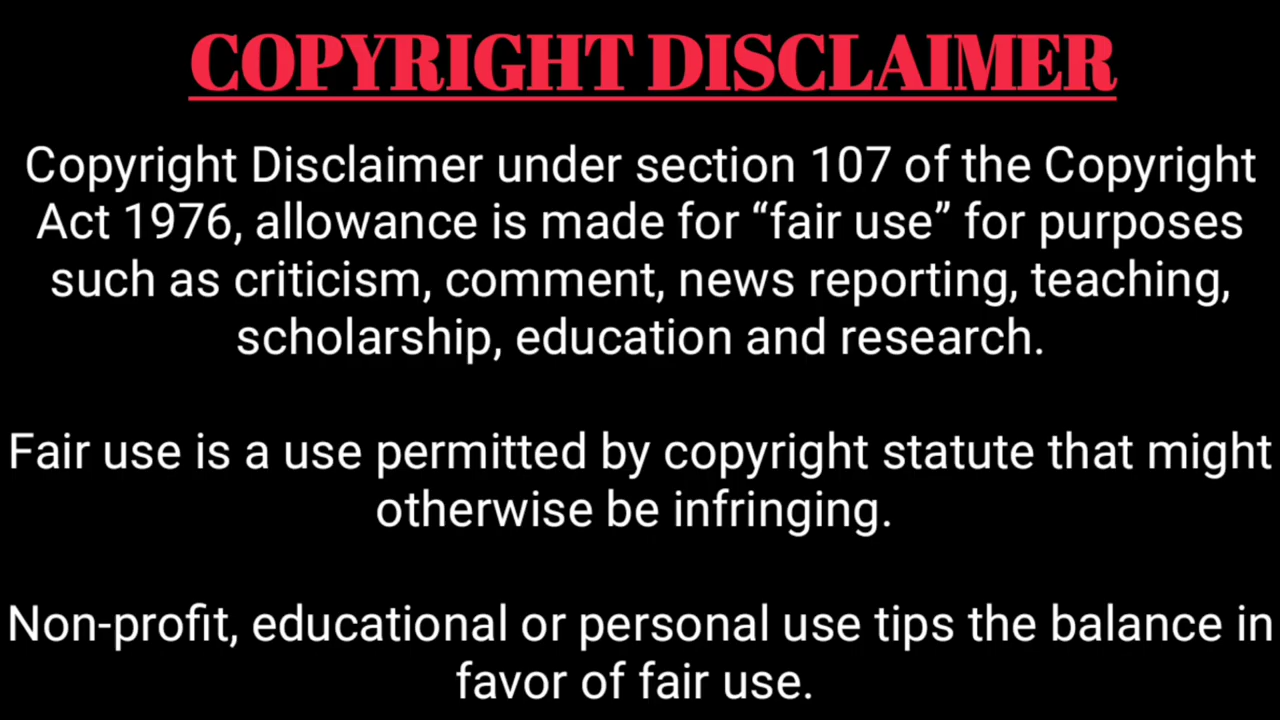 COPYRIGHT DISCLAIMER
Copyright Disclaimer under section 107 of the Copyright
Act 1976, allowance is made for “fair use” for purposes
such as criticism, comment, news reporting, teaching,
scholarship, education and research.
Fair use is a use permitted by copyright statute that might
otherwise be infringing.
Non-profit, educational or personal use tips the balance in
favor of fair use.